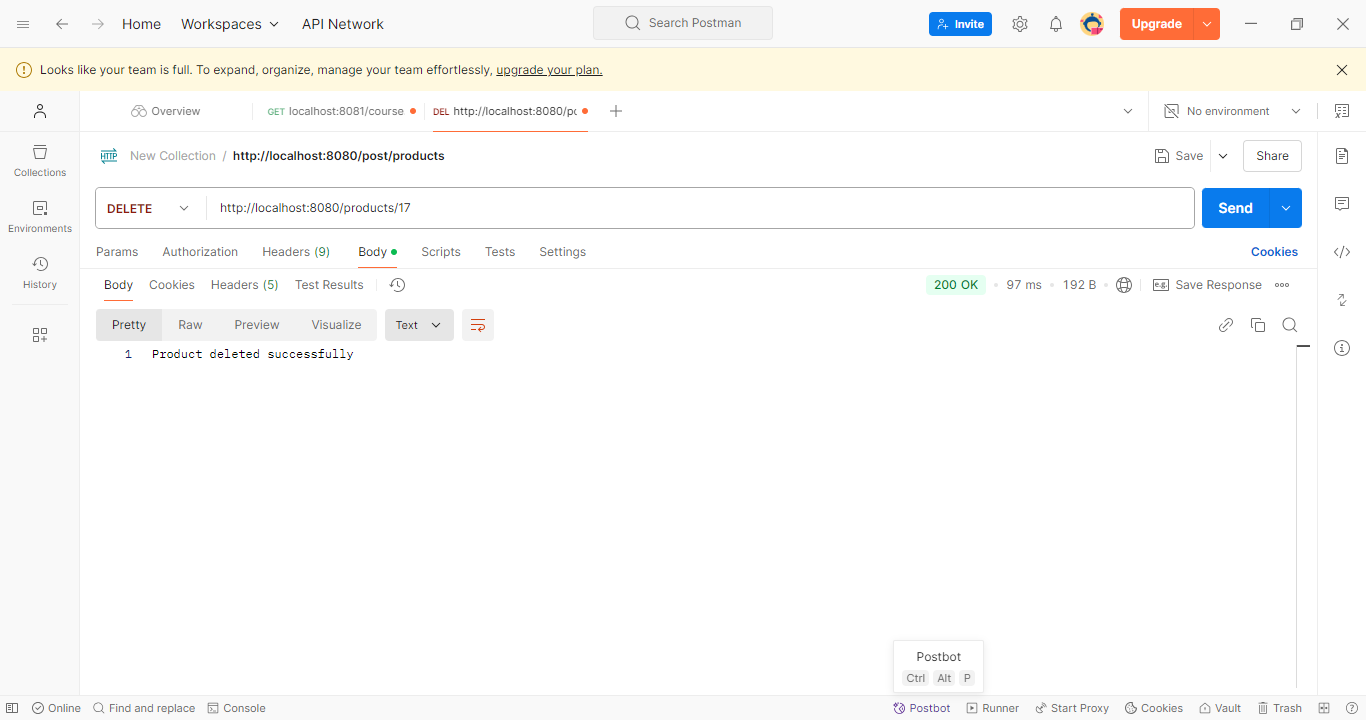 Home Workspaces API Network Search Postman Invite Upgrade
Looks like your team is full. To expand, organize, manage your team effortlessly, upgrade your plan.
Overview GET localhost:8081/course DEL http://localhost:8080/po No environment
HTTP New Collection / http://localhost:8080/post/products Save Share
Collections
DELETE http://localhost:8080/products/17 Send
Environments
Params Authorization Headers (9) Body Scripts Tests Settings Cookies
History
Body Cookies Headers (5) Test Results 200 OK 97 ms 192 B e.g. Save Response
Pretty Raw Preview Visualize Text
1 Product deleted successfully
Postbot
Ctrl Alt P
Online Find and replace Console Postbot Runner Start Proxy Cookies Vault Trash